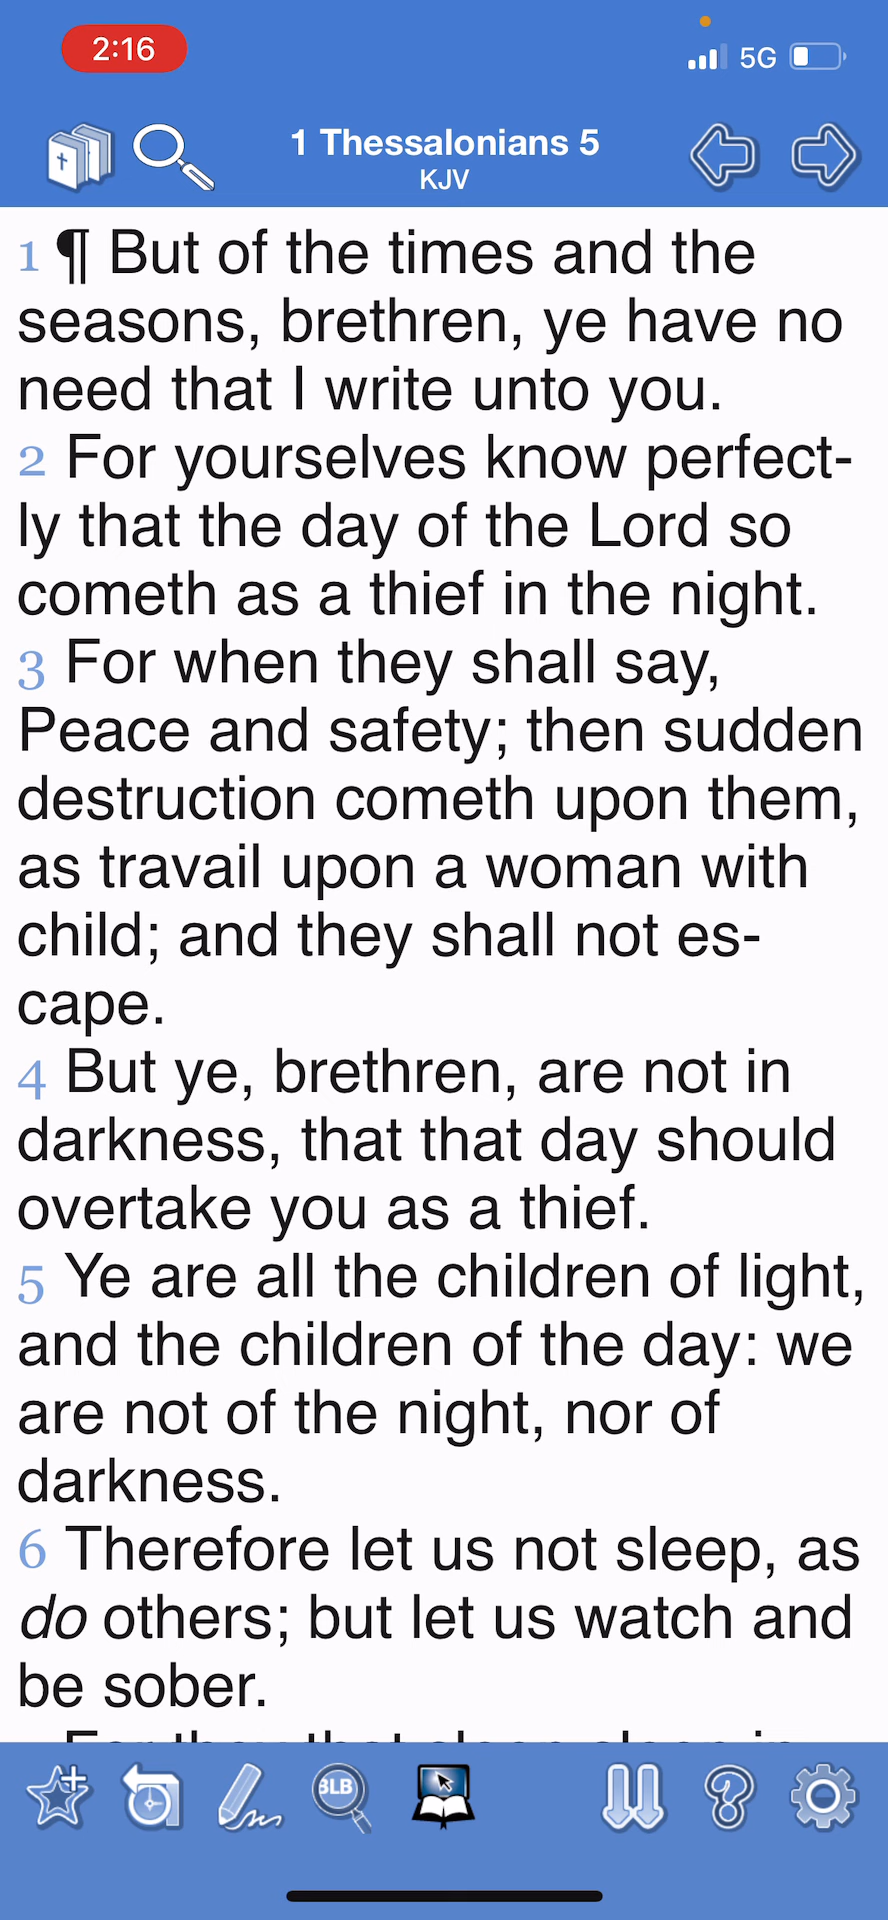 2:16
5G
1 Thessalonians 5
KJV
1 ¶ But of the times and the
seasons, brethren, ye have no
need that I write unto you.
2 For yourselves know perfect-
ly that the day of the Lord so
cometh as a thief in the night.
3 For when they shall say,
Peace and safety; then sudden
destruction cometh upon them,
as travail upon a woman with
child; and they shall not es-
cape.
4 But ye, brethren, are not in
darkness, that that day should
overtake you as a thief.
5 Ye are all the children of light,
and the children of the day: we
are not of the night, nor of
darkness.
6 Therefore let us not sleep, as
do others; but let us watch and
be sober.
For they that sleep sleep in
BLB